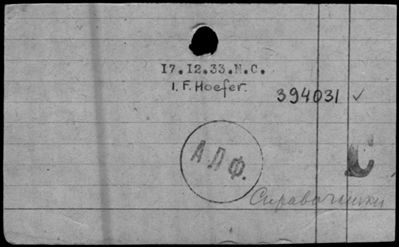 17.12.33.N.C.
I. F. Hoefer.
394031 ✓
АЛФ.
С
Справочники